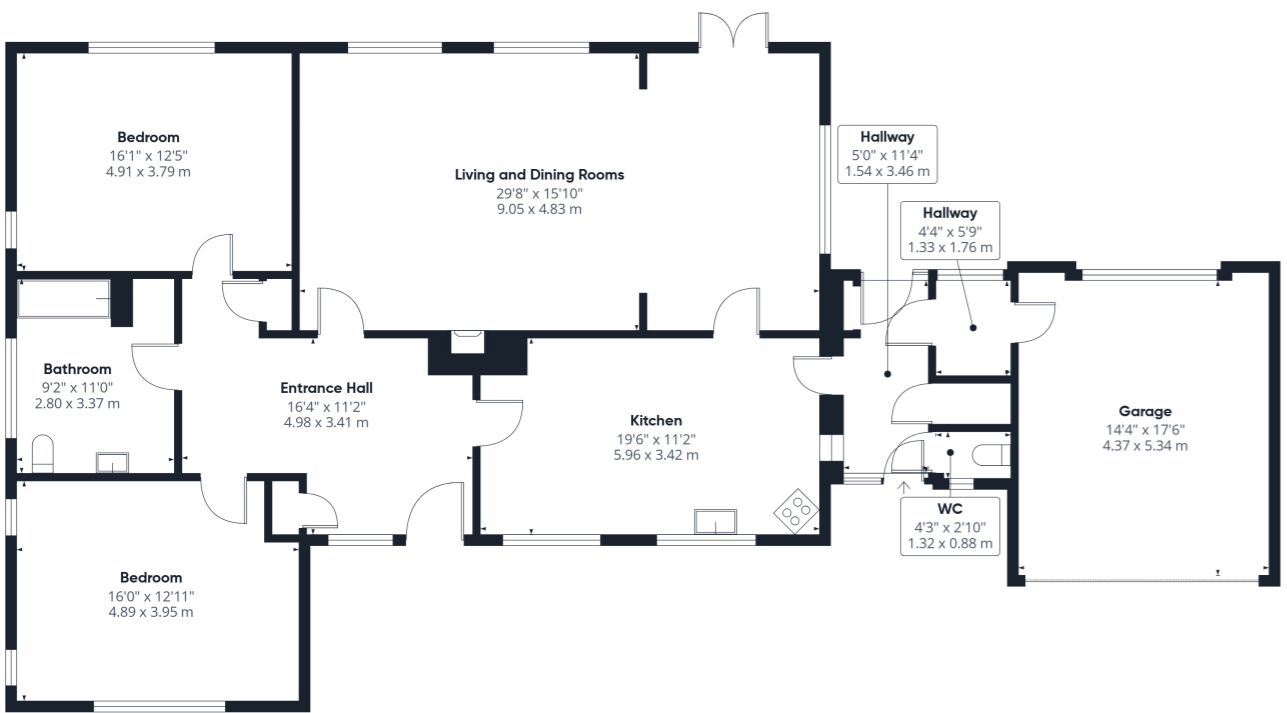 Bedroom
16'1" x 12'5"
4.91 x 3.79 m
Living and Dining Rooms
29'8" x 15'10"
9.05 x 4.83 m
Hallway
5'0" x 11'4"
1.54 x 3.46 m
Hallway
4'4" x 5'9"
1.33 x 1.76 m
Bathroom
9'2" x 11'0"
2.80 x 3.37 m
Entrance Hall
16'4" x 11'2"
4.98 x 3.41 m
Kitchen
19'6" x 11'2"
5.96 x 3.42 m
Garage
14'4" x 17'6"
4.37 x 5.34 m
WC
4'3" x 2'10"
1.32 x 0.88 m
Bedroom
16'0" x 12'11"
4.89 x 3.95 m